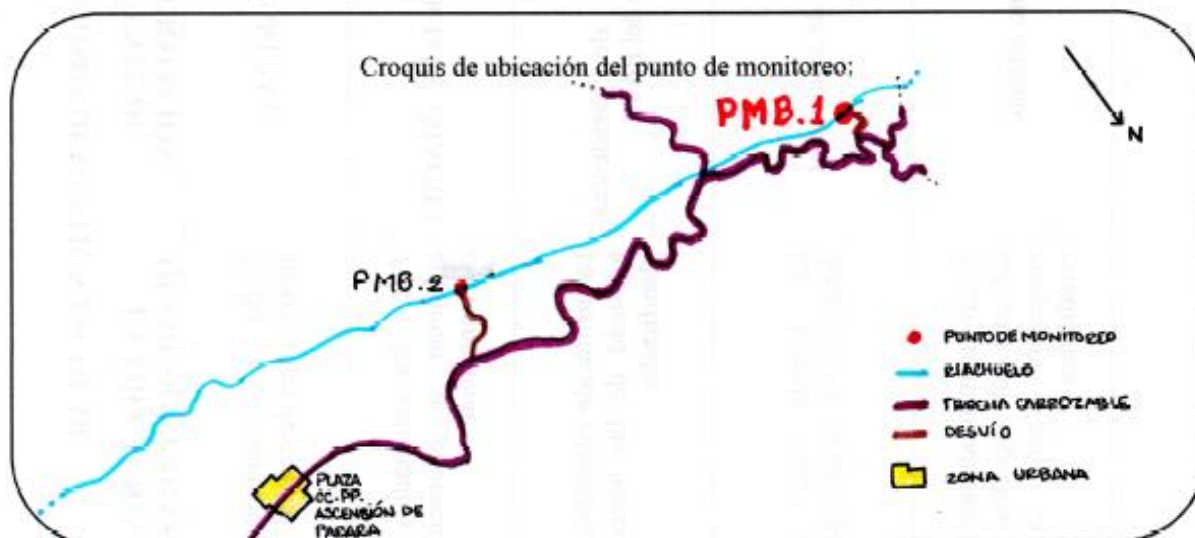 Croquis de ubicación del punto de monitoreo:
PMB.1
N
PMB.2
PUNTO DE MONITOREO
RIACHUELO
TROCHA CARROZABLE
DESVÍO
ZONA URBANA
PLAZA
CC.PP.
ASCENSIÓN DE
PACARA